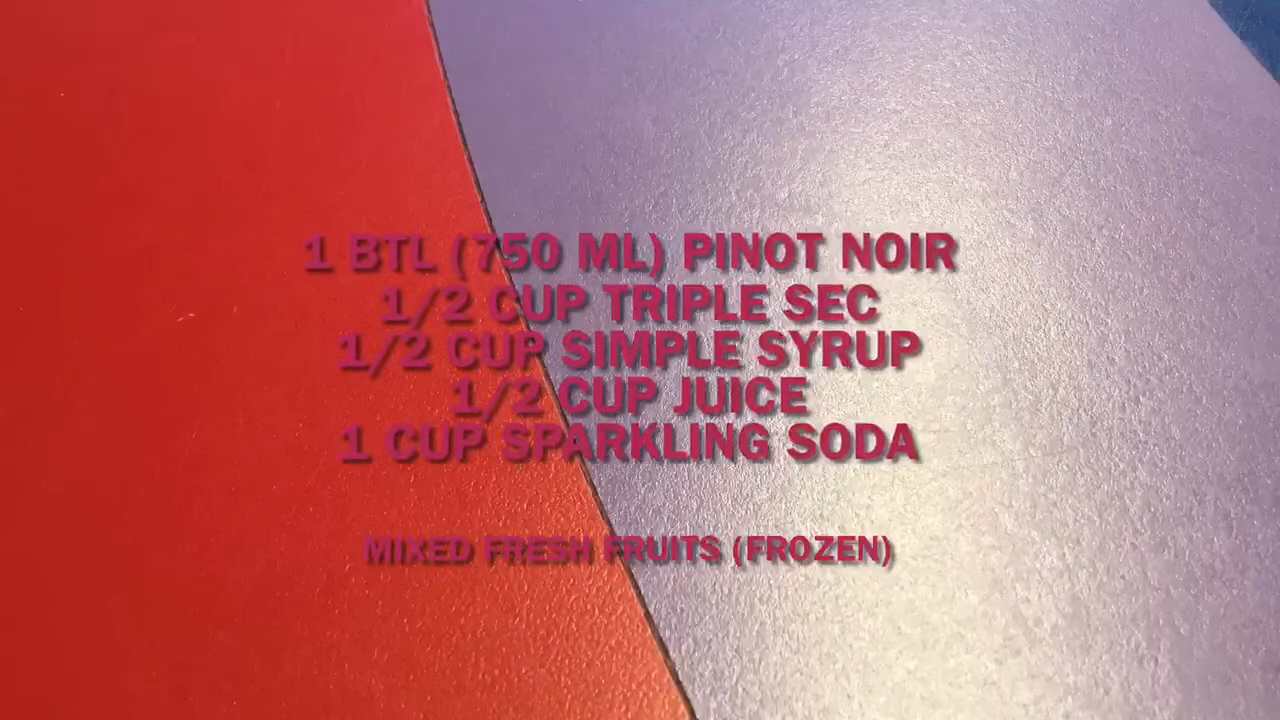 1 BTL (750 ML) PINOT NOIR
1/2 CUP TRIPLE SEC
1/2 CUP SIMPLE SYRUP
1/2 CUP JUICE
1 CUP SPARKLING SODA
MIXED FRESH FRUITS (FROZEN)